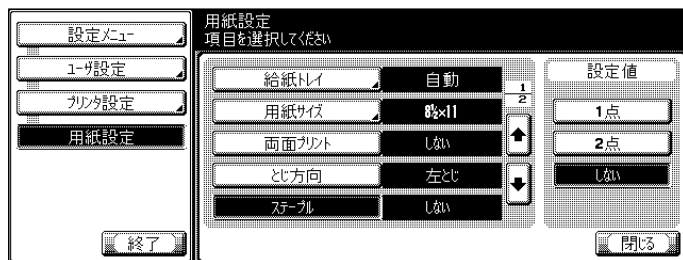 設定メニュー
ユーザ設定
プリンタ設定
用紙設定
終了
用紙設定
項目を選択してください
給紙トレイ 自動
用紙サイズ 8½×11
両面プリント しない
とじ方向 左とじ
ステープル しない
1
2
設定値
1点
2点
しない
閉じる